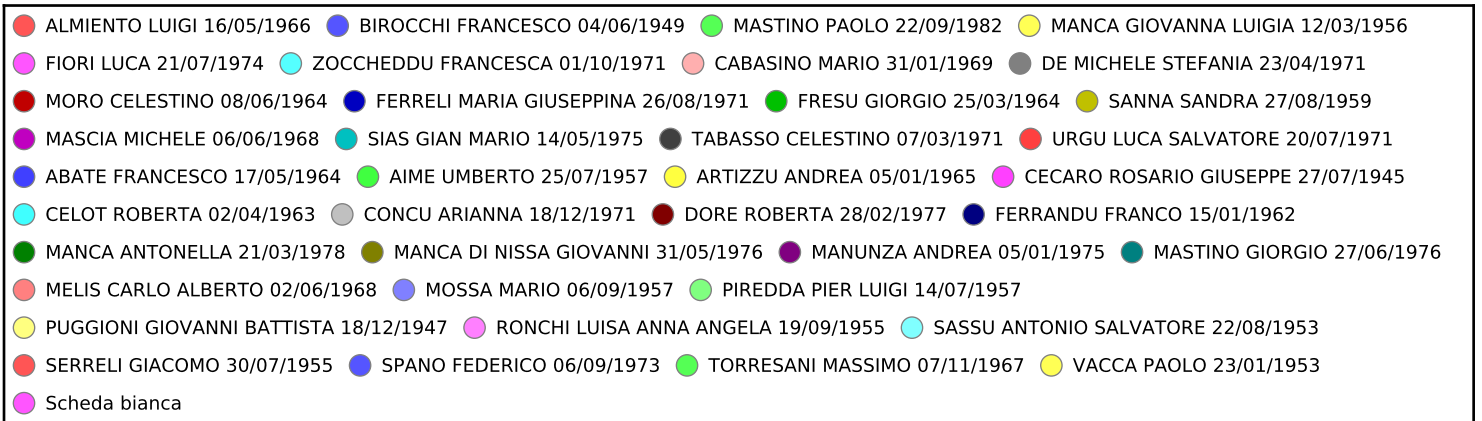 ALMIENTO LUIGI 16/05/1966 BIROCCHI FRANCESCO 04/06/1949 MASTINO PAOLO 22/09/1982 MANCA GIOVANNA LUIGIA 12/03/1956
FIORI LUCA 21/07/1974 ZOCCHEDDU FRANCESCA 01/10/1971 CABASINO MARIO 31/01/1969 DE MICHELE STEFANIA 23/04/1971
MORO CELESTINO 08/06/1964 FERRELI MARIA GIUSEPPINA 26/08/1971 FRESU GIORGIO 25/03/1964 SANNA SANDRA 27/08/1959
MASCIA MICHELE 06/06/1968 SIAS GIAN MARIO 14/05/1975 TABASSO CELESTINO 07/03/1971 URGU LUCA SALVATORE 20/07/1971
ABATE FRANCESCO 17/05/1964 AIME UMBERTO 25/07/1957 ARTIZZU ANDREA 05/01/1965 CECARO ROSARIO GIUSEPPE 27/07/1945
CELOT ROBERTA 02/04/1963 CONCU ARIANNA 18/12/1971 DORE ROBERTA 28/02/1977 FERRANDU FRANCO 15/01/1962
MANCA ANTONELLA 21/03/1978 MANCA DI NISSA GIOVANNI 31/05/1976 MANUNZA ANDREA 05/01/1975 MASTINO GIORGIO 27/06/1976
MELIS CARLO ALBERTO 02/06/1968 MOSSA MARIO 06/09/1957 PIREDDA PIER LUIGI 14/07/1957
PUGGIONI GIOVANNI BATTISTA 18/12/1947 RONCHI LUISA ANNA ANGELA 19/09/1955 SASSU ANTONIO SALVATORE 22/08/1953
SERRELI GIACOMO 30/07/1955 SPANO FEDERICO 06/09/1973 TORRESANI MASSIMO 07/11/1967 VACCA PAOLO 23/01/1953
Scheda bianca